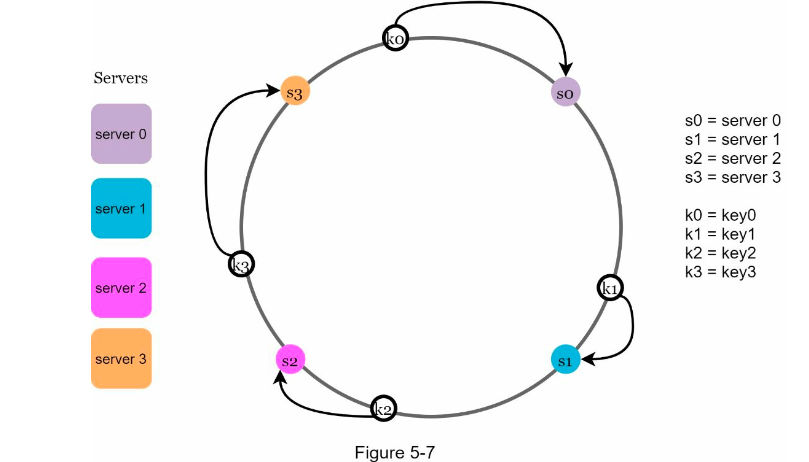 Servers
server 0
server 1
server 2
server 3
k0
s0
s3
k3
k1
s2
s1
k2
s0 = server 0
s1 = server 1
s2 = server 2
s3 = server 3
k0 = key0
k1 = key1
k2 = key2
k3 = key3
Figure 5-7